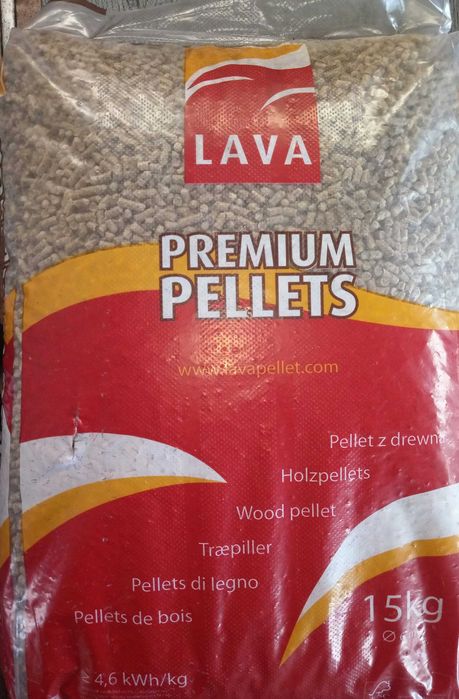 LAVA
PREMIUM
PELLETS
www.lavapellet.com
Pellet z drewna
Holzpellets
Wood pellet
Træpiller
Pellets di legno
Pellets de bois
15kg
≥ 4,6 kWh/kg